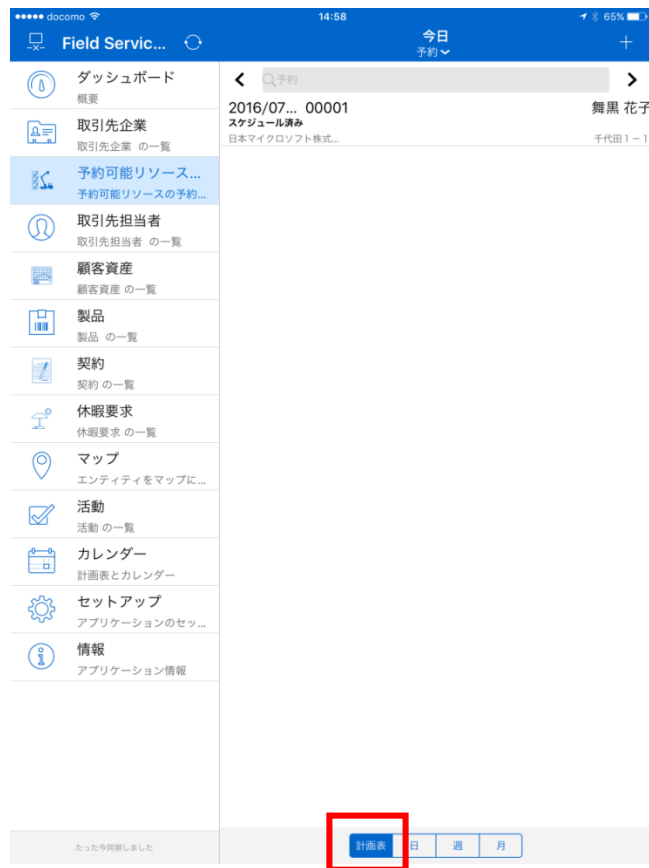 docomo
14:58
65%
Field Servic...
今日
予約
ダッシュボード
概要
取引先企業
取引先企業 の一覧
予約可能リソース...
予約可能リソースの予約...
取引先担当者
取引先担当者 の一覧
顧客資産
顧客資産 の一覧
製品
製品 の一覧
契約
契約 の一覧
休暇要求
休暇要求 の一覧
マップ
エンティティをマップに...
活動
活動 の一覧
カレンダー
計画表とカレンダー
セットアップ
アプリケーションのセッ...
情報
アプリケーション情報
たった今同期しました
予約
2016/07... 00001
舞黒 花子
スケジュール済み
日本マイクロソフト株式...
千代田1－1
計画表
日
週
月